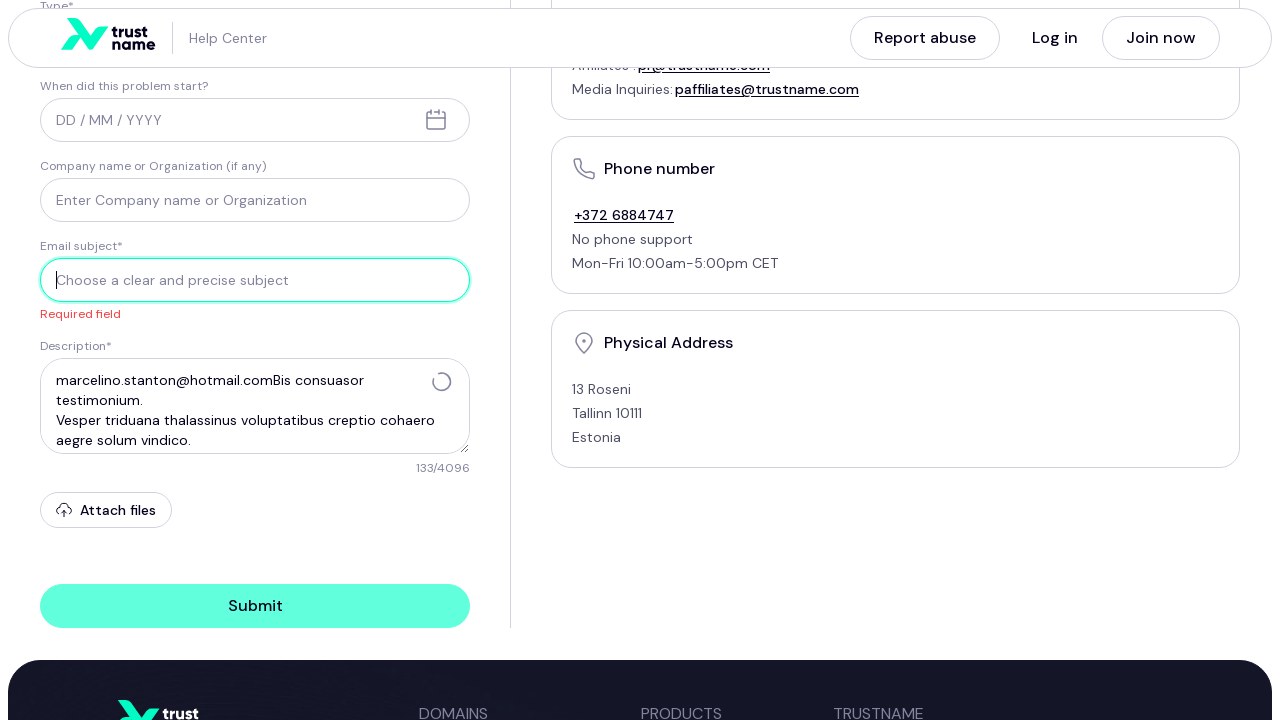 Type*
trust
name
Help Center
Report abuse
Log in
Join now
When did this problem start?
DD / MM / YYYY
Company name or Organization (if any)
Enter Company name or Organization
Email subject*
Choose a clear and precise subject
Required field
Description*
marcelino.stanton@hotmail.comBis consuasor
testimonium.
Vesper triduana thalassinus voluptatibus creptio cohaero
aegre solum vindico.
133/4096
Attach files
Submit
Affiliates : pr@trustname.com
Media Inquiries: paffiliates@trustname.com
Phone number
+372 6884747
No phone support
Mon-Fri 10:00am-5:00pm CET
Physical Address
13 Roseni
Tallinn 10111
Estonia
trust
DOMAINS
PRODUCTS
TRUSTNAME